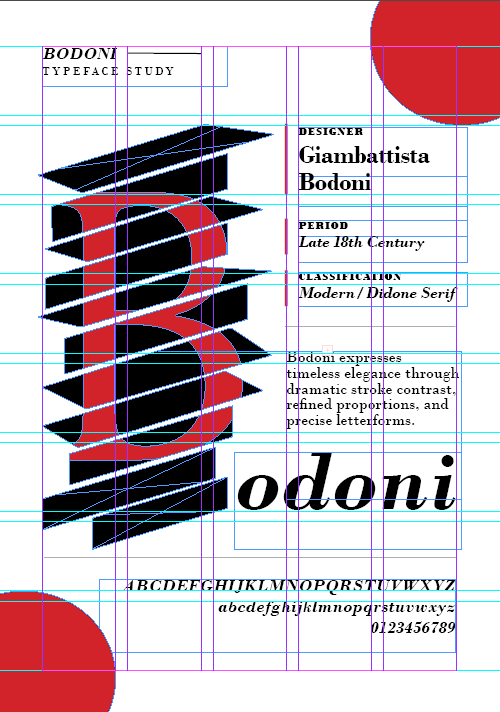 BODONI
TYPEFACE STUDY
DESIGNER
Giambattista
Bodoni
PERIOD
Late 18th Century
CLASSIFICATION
Modern / Didone Serif
Bodoni expresses
timeless elegance through
dramatic stroke contrast,
refined proportions, and
precise letterforms.
B
odoni
ABCDEFGHIJKLMNOPQRSTUVWXYZ
abcdefghijklmnopqrstuvwxyz
0123456789